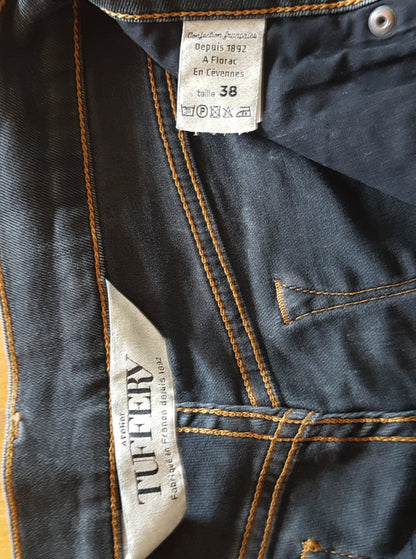 Confection française
Depuis 1892
A Florac
En Cévennes
taille 38
Atelier
TUFFERY
Fabriqué en France depuis 1892